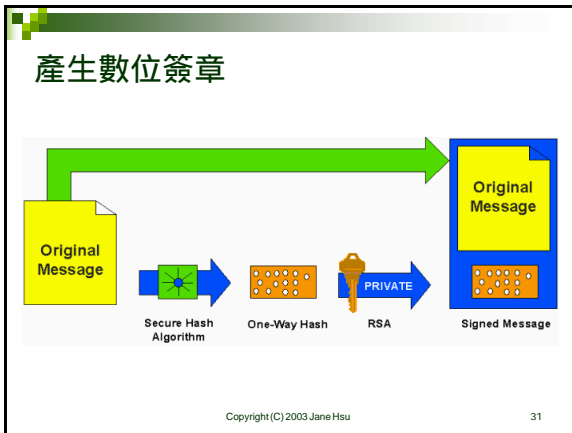 產生數位簽章
Original
Message
Original
Message
PRIVATE
Secure Hash
Algorithm
One-Way Hash
RSA
Signed Message
Copyright (C) 2003 Jane Hsu
31